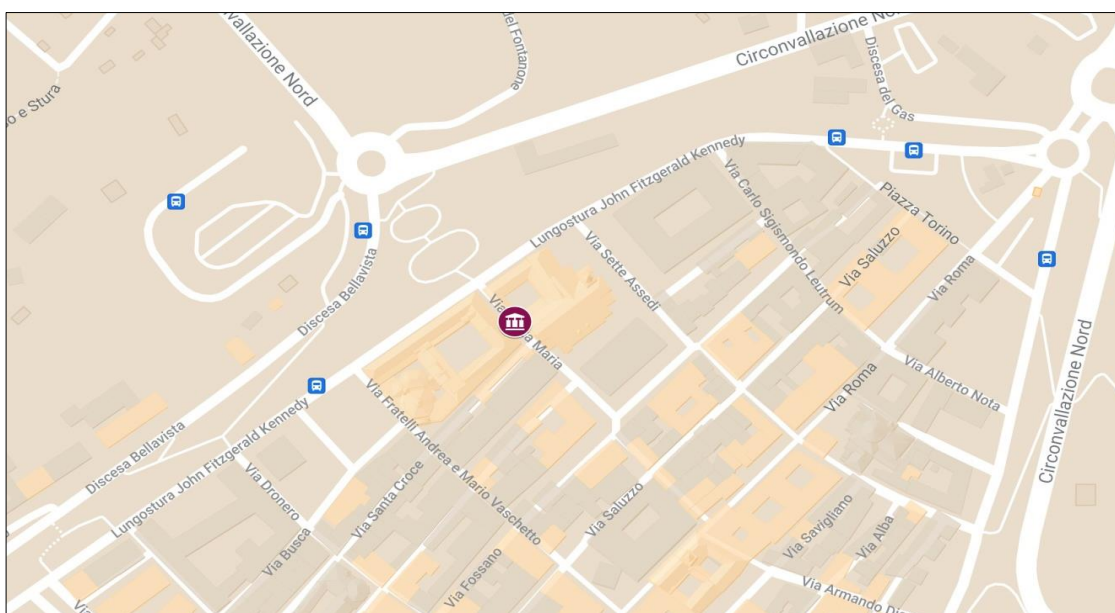 vallazione Nord
del Fontanone
Circonvallazione No
Discesa del Gas
o e Stura
Lungostura John Fitzgerald Kennedy
Via Carlo Sigismondo Leutrum
Piazza Torino
Via Saluzzo
Via Sette Assedi
Via Roma
Discesa Bellavista
Maria
Via Alberto Nota
Via Roma
Circonvallazione Nord
Via Fratelli Andrea e Mario Vaschetto
Discesa Bellavista
Lungostura John Fitzgerald Kennedy
Via Dronero
Via Santa Croce
Via Saluzzo
Via Savigliano
Via Alba
Via Busca
Via Fossano
Via Armando Di